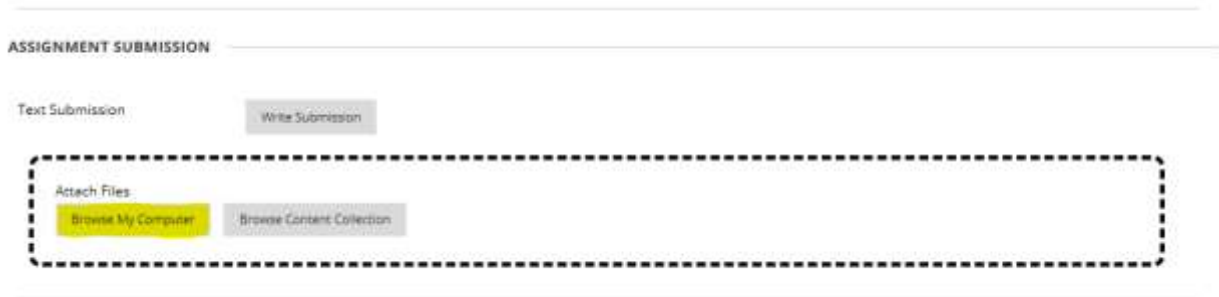 ASSIGNMENT SUBMISSION
Text Submission
Write Submission
Attach Files
Browse My Computer
Browse Content Collection